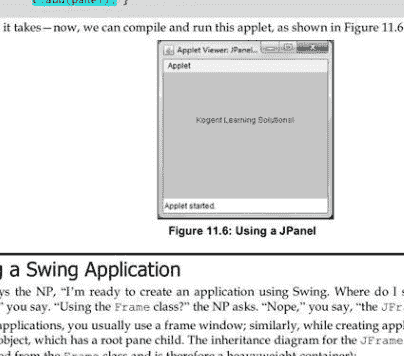 { add(panel); }
it takes—now, we can compile and run this applet, as shown in Figure 11.6
Applet Viewer: JPanel...
Applet
Kogent Learning Solutions!
Applet started.
Figure 11.6: Using a JPanel
g a Swing Application
ys the NP, “I’m ready to create an application using Swing. Where do I s
” you say. “Using the Frame class?” the NP asks. “Nope,” you say, “the JFr
applications, you usually use a frame window; similarly, while creating appl
object, which has a root pane child. The inheritance diagram for the JFrame
ed from the Frame class and is therefore a heavyweight container):